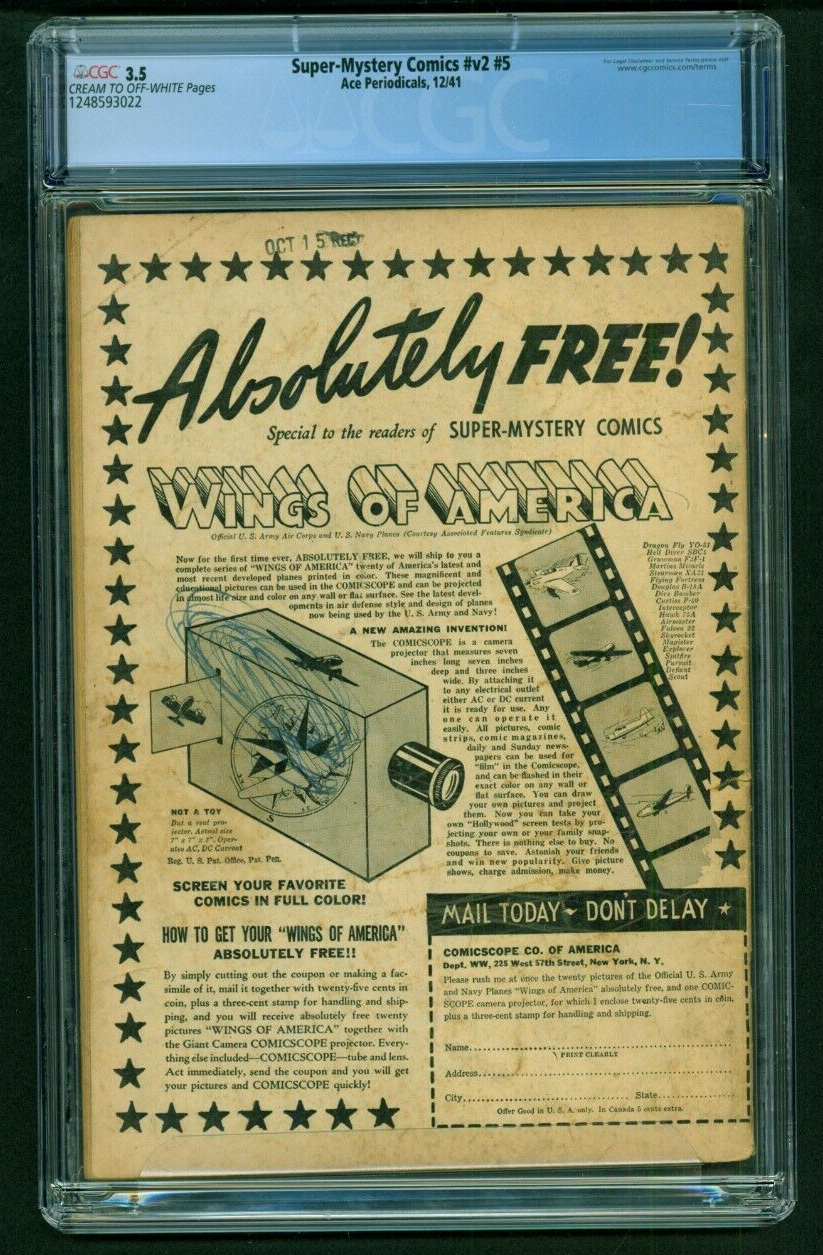 CGC 3.5
CREAM TO OFF-WHITE Pages
1248593022
Super-Mystery Comics #v2 #5
Ace Periodicals, 12/41
For Legal Disclaimer and Service Terms please visit
www.cgccomics.com/terms
CGC
OCT 15 REC'D
Absolutely FREE!
Special to the readers of SUPER-MYSTERY COMICS
WINGS OF AMERICA
Official U. S. Army Air Corps and U. S. Navy Planes (Courtesy Associated Features Syndicate)
Now for the first time ever, ABSOLUTELY FREE, we will ship to you a
complete series of "WINGS OF AMERICA" twenty of America's latest and
most recent developed planes printed in color. These magnificent and
educational pictures can be used in the COMICSCOPE and can be projected
in almost life size and color on any wall or flat surface. See the latest devel-
opments in air defense style and design of planes
now being used by the U. S. Army and Navy!
A NEW AMAZING INVENTION!
The COMICSCOPE is a camera
projector that measures seven
inches long seven inches
deep and three inches
wide. By attaching it
to any electrical outlet
either AC or DC current
it is ready for use. Any
one can operate it
easily. All pictures, comic
strips, comic magazines,
daily and Sunday news-
papers can be used for
"film" in the Comicscope,
and can be flashed in their
exact color on any wall or
flat surface. You can draw
your own pictures and project
them. Now you can take your
own "Hollywood" screen tests by pro-
jecting your own or your family snap-
shots. There is nothing else to buy. No
coupons to save. Astonish your friends
and win new popularity. Give picture
shows, charge admission, make money.
Dragon Fly YO-51
Hell Diver SBC4
Grumman F3F-1
Martins Miracle
Stearman XA21
Flying Fortress
Douglas B-18A
Dive Bomber
Curtiss P-40
Interceptor
Hawk 75A
Airmaster
Falcon 22
Skyrocket
Magister
Explorer
Spitfire
Pursuit
Defiant
Scout
S
NOT A TOY
But a real pro-
jector. Actual size
7" x 7" x 3". Oper-
ates AC, DC Current
Reg. U. S. Pat. Office, Pat. Pen.
SCREEN YOUR FAVORITE
COMICS IN FULL COLOR!
HOW TO GET YOUR "WINGS OF AMERICA"
ABSOLUTELY FREE!!
By simply cutting out the coupon or making a fac-
simile of it, mail it together with twenty-five cents in
coin, plus a three-cent stamp for handling and ship-
ping, and you will receive absolutely free twenty
pictures "WINGS OF AMERICA" together with
the Giant Camera COMICSCOPE projector. Every-
thing else included—COMICSCOPE—tube and lens.
Act immediately, send the coupon and you will get
your pictures and COMICSCOPE quickly!
MAIL TODAY ~ DON'T DELAY
COMICSCOPE CO. OF AMERICA
Dept. WW, 225 West 57th Street, New York, N. Y.
Please rush me at once the twenty pictures of the Official U. S. Army
and Navy Planes "Wings of America" absolutely free, and one COMIC-
SCOPE camera projector, for which I enclose twenty-five cents in coin,
plus a three-cent stamp for handling and shipping.
Name
PRINT CLEARLY
Address
City State
Offer Good in U. S. A. only. In Canada 5 cents extra.